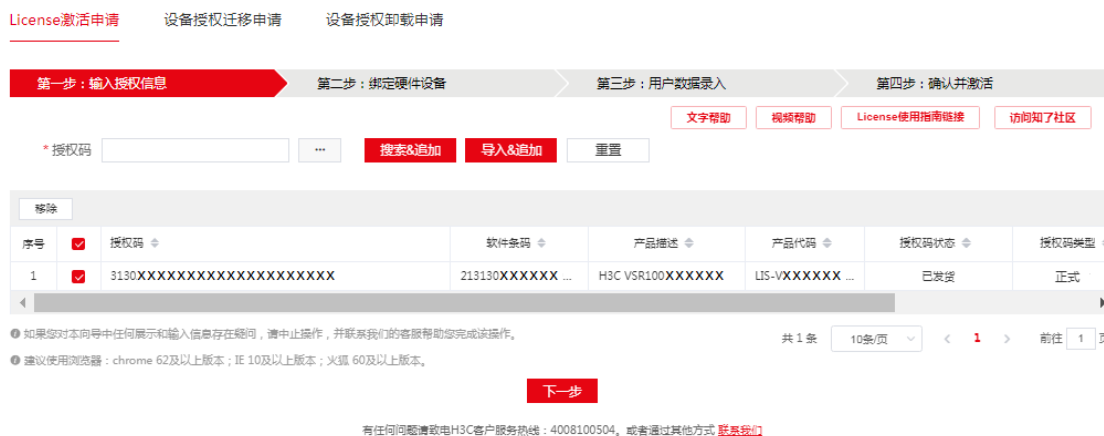 License激活申请 设备授权迁移申请 设备授权卸载申请
第一步：输入授权信息 第二步：绑定硬件设备 第三步：用户数据录入 第四步：确认并激活
文字帮助 视频帮助 License使用指南链接 访问知了社区
* 授权码 ... 搜索&追加 导入&追加 重置
移除
序号 授权码 软件条码 产品描述 产品代码 授权码状态 授权码类型
1 3130XXXXXXXXXXXXXXXXXXXX 213130XXXXXX ... H3C VSR100XXXXXX LIS-VXXXXXX ... 已发货 正式
如果您对本向导中任何展示和输入信息存在疑问，请中止操作，并联系我们的客服帮助您完成该操作。
共 1 条 10条/页 1 前往 1 页
建议使用浏览器：chrome 62及以上版本；IE 10及以上版本；火狐 60及以上版本。
下一步
有任何问题请致电H3C客户服务热线：4008100504。或者通过其他方式 联系我们